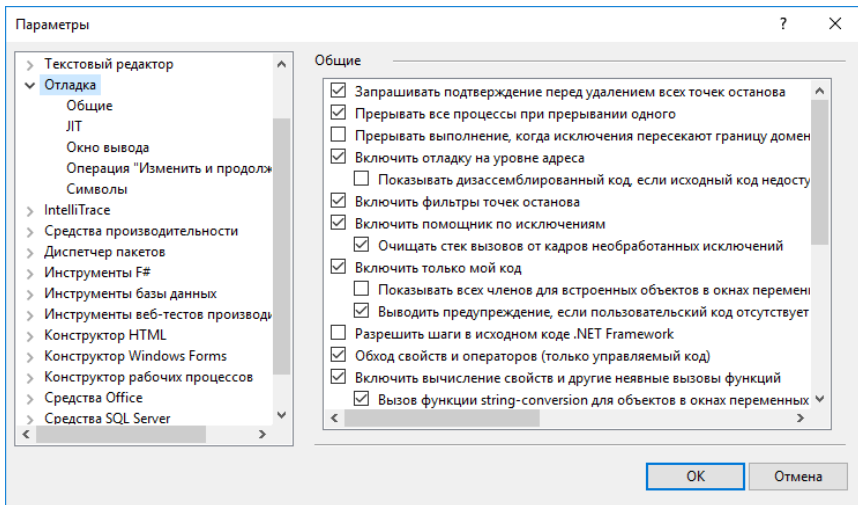 Параметры
?
Текстовый редактор
Отладка
Общие
JIT
Окно вывода
Операция "Изменить и продолж
Символы
IntelliTrace
Средства производительности
Диспетчер пакетов
Инструменты F#
Инструменты базы данных
Инструменты веб-тестов производи
Конструктор HTML
Конструктор Windows Forms
Конструктор рабочих процессов
Средства Office
Средства SQL Server
Общие
Запрашивать подтверждение перед удалением всех точек останова
Прерывать все процессы при прерывании одного
Прерывать выполнение, когда исключения пересекают границу домен
Включить отладку на уровне адреса
Показывать дизассемблированный код, если исходный код недосту
Включить фильтры точек останова
Включить помощник по исключениям
Очищать стек вызовов от кадров необработанных исключений
Включить только мой код
Показывать всех членов для встроенных объектов в окнах перемен
Выводить предупреждение, если пользовательский код отсутствует
Разрешить шаги в исходном коде .NET Framework
Обход свойств и операторов (только управляемый код)
Включить вычисление свойств и другие неявные вызовы функций
Вызов функции string-conversion для объектов в окнах переменных
OK
Отмена